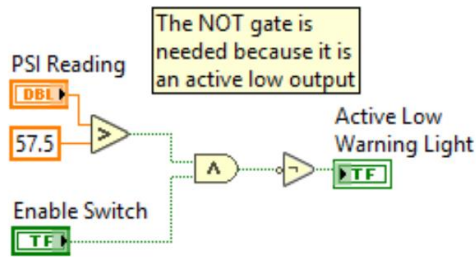 The NOT gate is
needed because it is
an active low output
PSI Reading
DBL
57.5
>
Active Low
Warning Light
TF
∧
¬
Enable Switch
TF